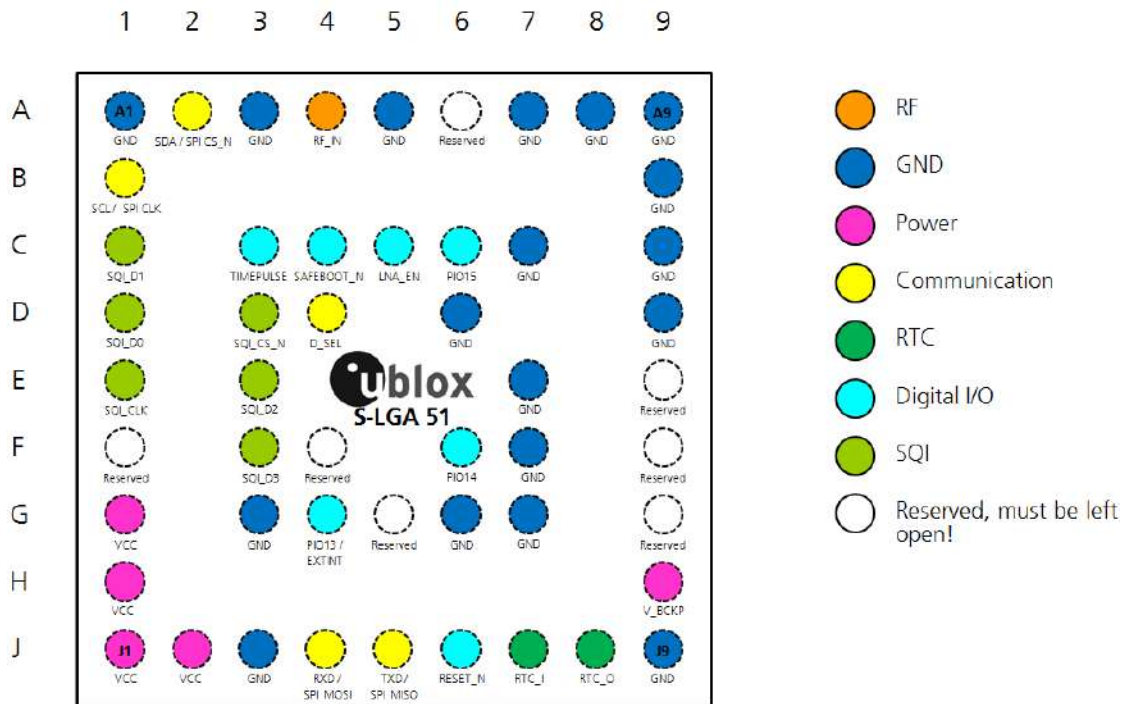 1 2 3 4 5 6 7 8 9
A A1 A9
GND SDA / SPI CS_N GND RF_IN GND Reserved GND GND GND
B
SCL / SPI CLK GND
C
SQI_D1 TIMEPULSE SAFEBOOT_N LNA_EN PIO15 GND GND
D
SQI_D0 SQI_CS_N D_SEL GND GND
E ublox
SQI_CLK SQI_D2 GND Reserved
S-LGA 51
F
Reserved SQI_D3 Reserved PIO14 GND Reserved
G
VCC GND PIO13 / Reserved GND GND Reserved
EXTINT
H
VCC V_BCKP
J J1 J9
VCC VCC GND RXD / TXD / RESET_N RTC_I RTC_O GND
SPI MOSI SPI MISO
RF
GND
Power
Communication
RTC
Digital I/O
SQI
Reserved, must be left
open!